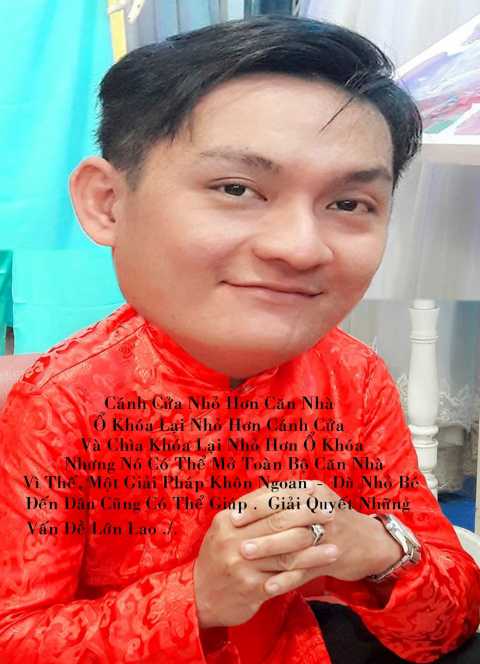 Cánh Cửa Nhỏ Hơn Căn Nhà
Ổ Khóa Lại Nhỏ Hơn Cánh Cửa
Và Chìa Khóa Lại Nhỏ Hơn Ổ Khóa
Nhưng Nó Có Thể Mở Toàn Bộ Căn Nhà
Vì Thế, Một Giải Pháp Khôn Ngoan - Dù Nhỏ Bé
Đến Đâu Cũng Có Thể Giúp . Giải Quyết Những
Vấn Đề Lớn Lao ./